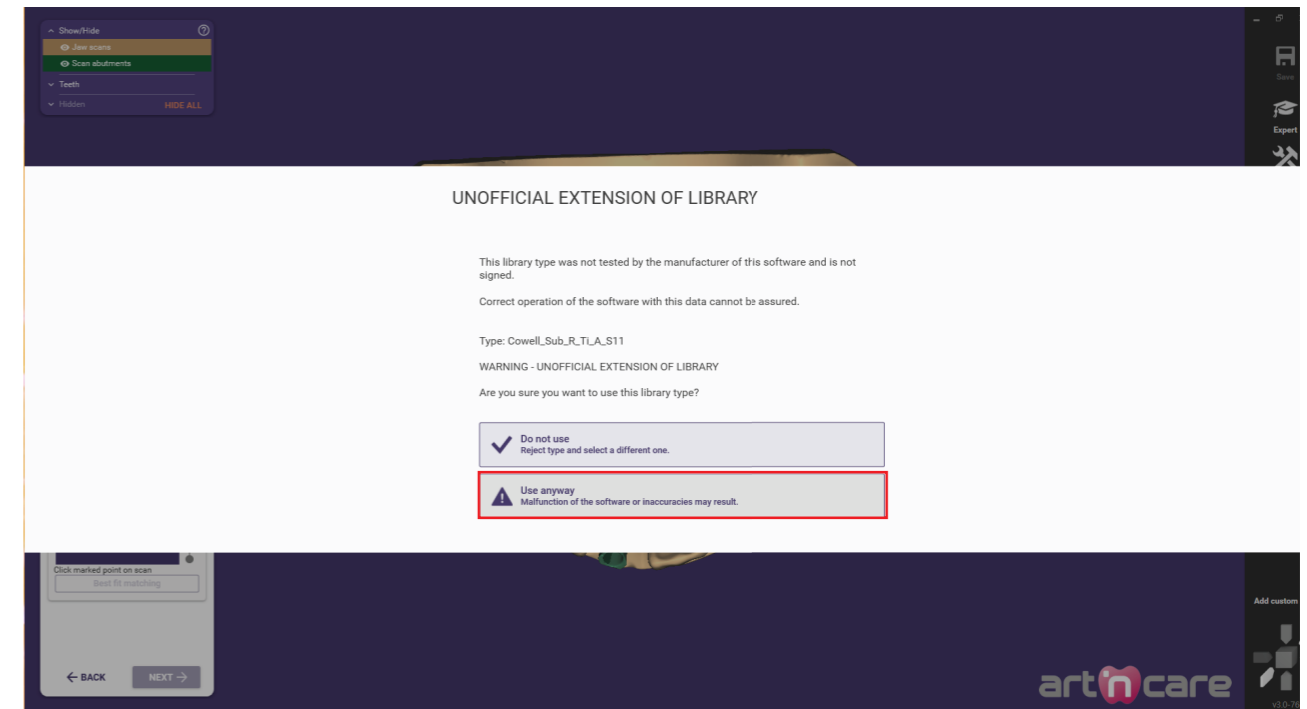 Show/Hide
Jaw scans
Scan abutments
Teeth
Hidden HIDE ALL
Save
Expert
UNOFFICIAL EXTENSION OF LIBRARY
This library type was not tested by the manufacturer of this software and is not
signed.
Correct operation of the software with this data cannot be assured.
Type: Cowell_Sub_R_Ti_A_S11
WARNING - UNOFFICIAL EXTENSION OF LIBRARY
Are you sure you want to use this library type?
Do not use
Reject type and select a different one.
Use anyway
Malfunction of the software or inaccuracies may result.
Click marked point on scan
Best fit matching
BACK NEXT
Add custom
art'ncare
v3.0-76